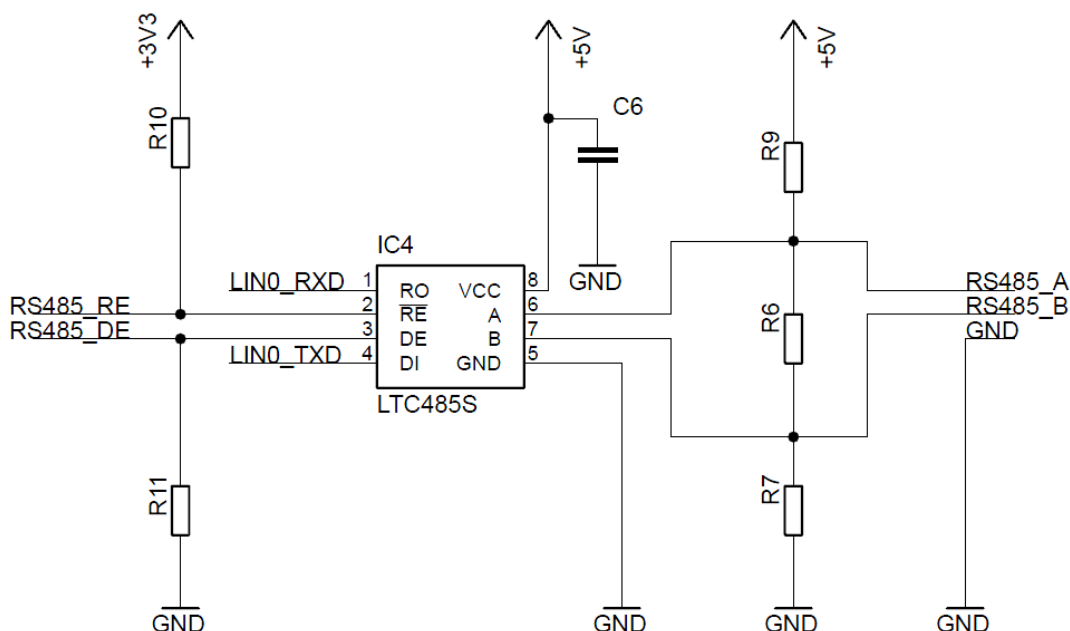 +3V3
+5V
+5V
R10
C6
R9
IC4
GND
LIN0_RXD
1
RO
VCC
8
RS485_A
RS485_RE
2
RE
A
6
RS485_B
R6
RS485_DE
3
DE
B
7
GND
LIN0_TXD
4
DI
GND
5
LTC485S
R11
R7
GND
GND
GND
GND